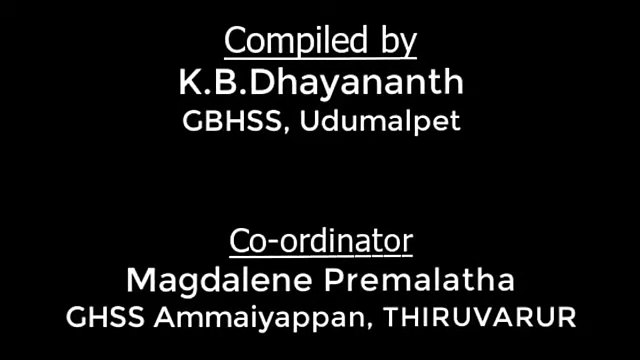 Compiled by
K.B.Dhayananth
GBHSS, Udumalpet
Co-ordinator
Magdalene Premalatha
GHSS Ammaiyappan, THIRUVARUR